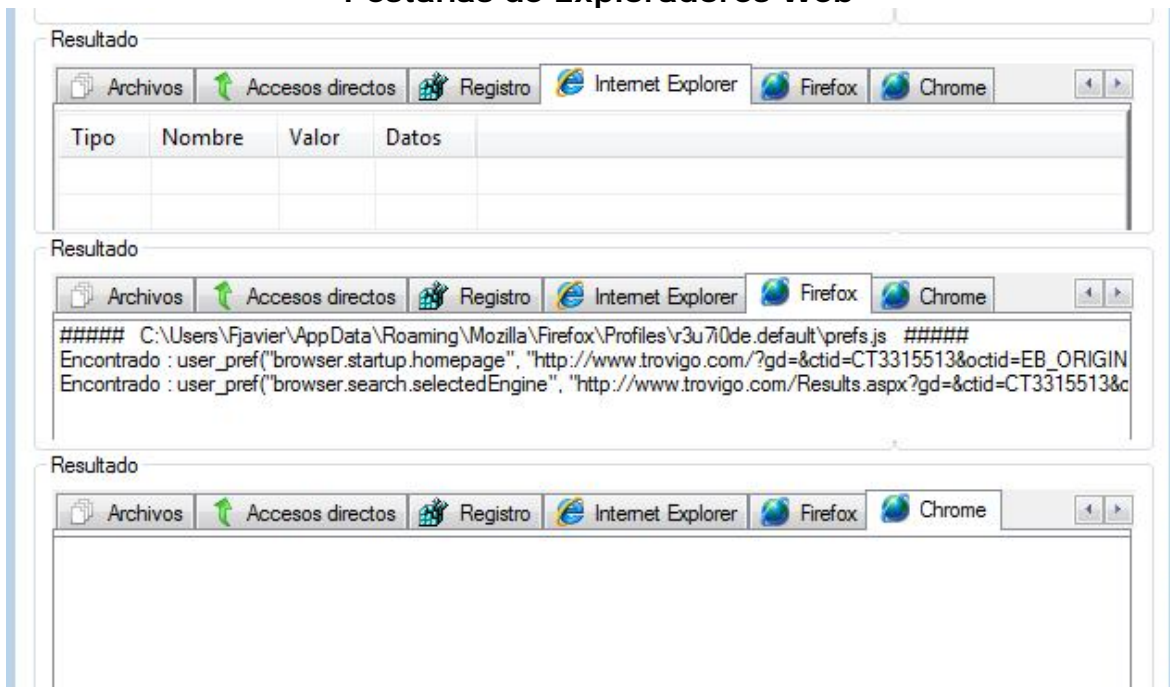 Pestañas de Exploradores Web
Resultado
Archivos Accesos directos Registro Internet Explorer Firefox Chrome
Tipo Nombre Valor Datos
Resultado
Archivos Accesos directos Registro Internet Explorer Firefox Chrome
##### C:\Users\Fjavier\AppData\Roaming\Mozilla\Firefox\Profiles\r3u7i0de.default\prefs.js #####
Encontrado : user_pref("browser.startup.homepage", "http://www.trovigo.com/?gd=&ctid=CT3315513&octid=EB_ORIGIN
Encontrado : user_pref("browser.search.selectedEngine", "http://www.trovigo.com/Results.aspx?gd=&ctid=CT3315513&c
Resultado
Archivos Accesos directos Registro Internet Explorer Firefox Chrome